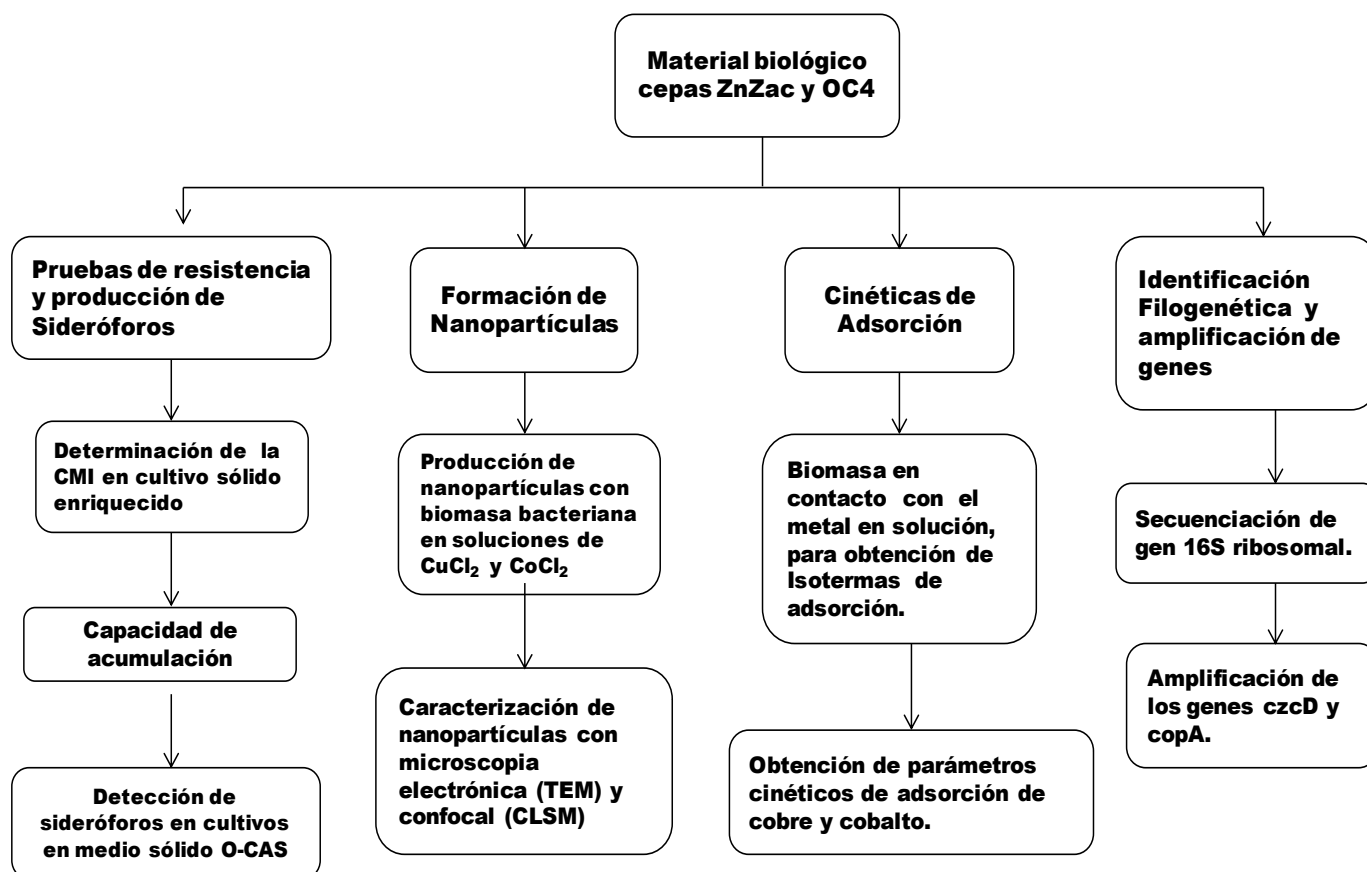 Material biológico
cepas ZnZac y OC4
Pruebas de resistencia
y producción de
Sideróforos
Determinación de la
CMI en cultivo sólido
enriquecido
Capacidad de
acumulación
Detección de
sideróforos en cultivos
en medio sólido O-CAS
Formación de
Nanopartículas
Producción de
nanopartículas con
biomasa bacteriana
en soluciones de
CuCl₂ y CoCl₂
Caracterización de
nanopartículas con
microscopia
electrónica (TEM) y
confocal (CLSM)
Cinéticas de
Adsorción
Biomasa en
contacto con el
metal en solución,
para obtención de
Isotermas de
adsorción.
Obtención de parámetros
cinéticos de adsorción de
cobre y cobalto.
Identificación
Filogenética y
amplificación de
genes
Secuenciación de
gen 16S ribosomal.
Amplificación de
los genes czcD y
copA.